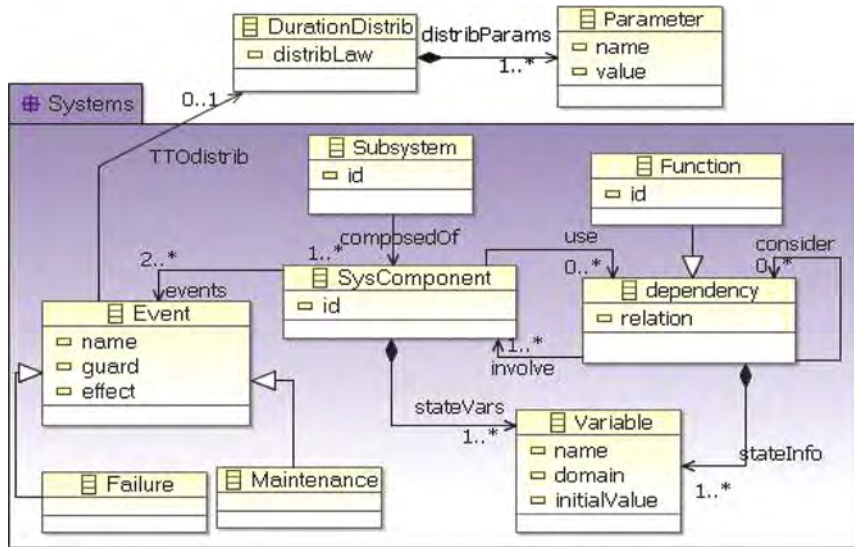 DurationDistrib
distribLaw
distribParams
1..*
Parameter
name
value
Systems
0..1
TTOdistrib
Subsystem
id
Function
id
composedOf
1..*
use
0..*
consider
0..*
2..*
events
SysComponent
id
dependency
relation
Event
name
guard
effect
1..*
involve
stateVars
1..*
Variable
name
domain
initialValue
stateInfo
1..*
Failure
Maintenance